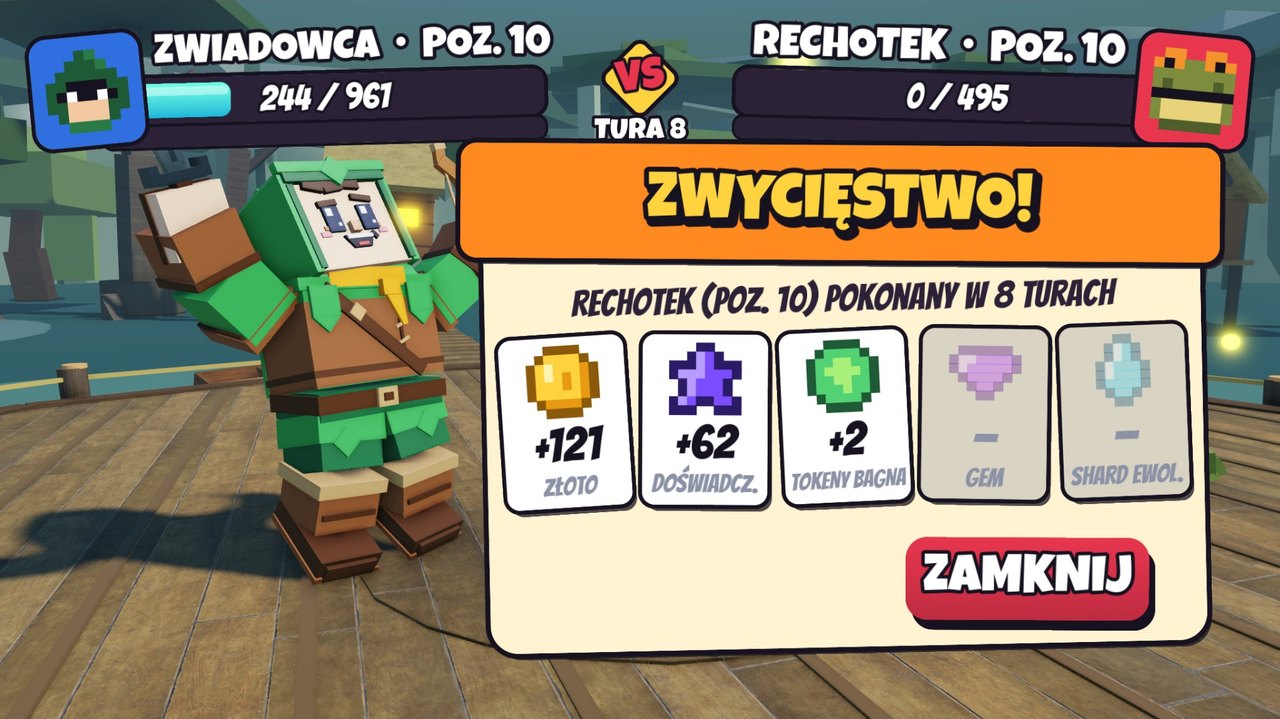 ZWIADOWCA • POZ. 10
244 / 961
VS
TURA 8
RECHOTEK • POZ. 10
0 / 495
ZWYCIĘSTWO!
RECHOTEK (POZ. 10) POKONANY W 8 TURACH
+121
ZŁOTO
+62
DOŚWIADCZ.
+2
TOKENY BAGNA
–
GEM
–
SHARD EWOL.
ZAMKNIJ